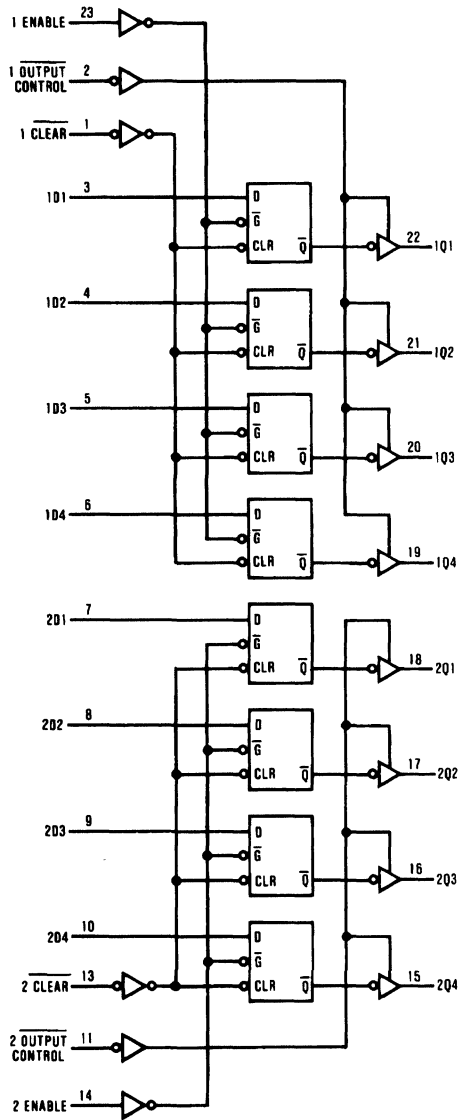 1 ENABLE 23
1 OUTPUT CONTROL 2
1 CLEAR 1
1D1 3 D
G
CLR Q 22 1Q1
1D2 4 D
G
CLR Q 21 1Q2
1D3 5 D
G
CLR Q 20 1Q3
1D4 6 D
G
CLR Q 19 1Q4
2D1 7 D
G
CLR Q 18 2Q1
2D2 8 D
G
CLR Q 17 2Q2
2D3 9 D
G
CLR Q 16 2Q3
2D4 10 D
G
2 CLEAR 13 CLR Q 15 2Q4
2 OUTPUT CONTROL 11
2 ENABLE 14